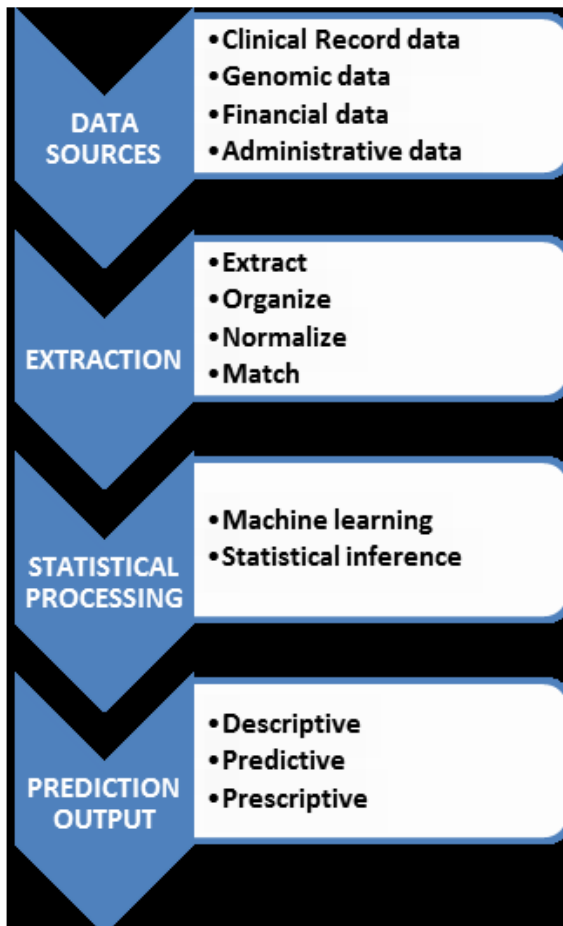 DATA
SOURCES
•Clinical Record data
•Genomic data
•Financial data
•Administrative data
EXTRACTION
•Extract
•Organize
•Normalize
•Match
STATISTICAL
PROCESSING
•Machine learning
•Statistical inference
PREDICTION
OUTPUT
•Descriptive
•Predictive
•Prescriptive